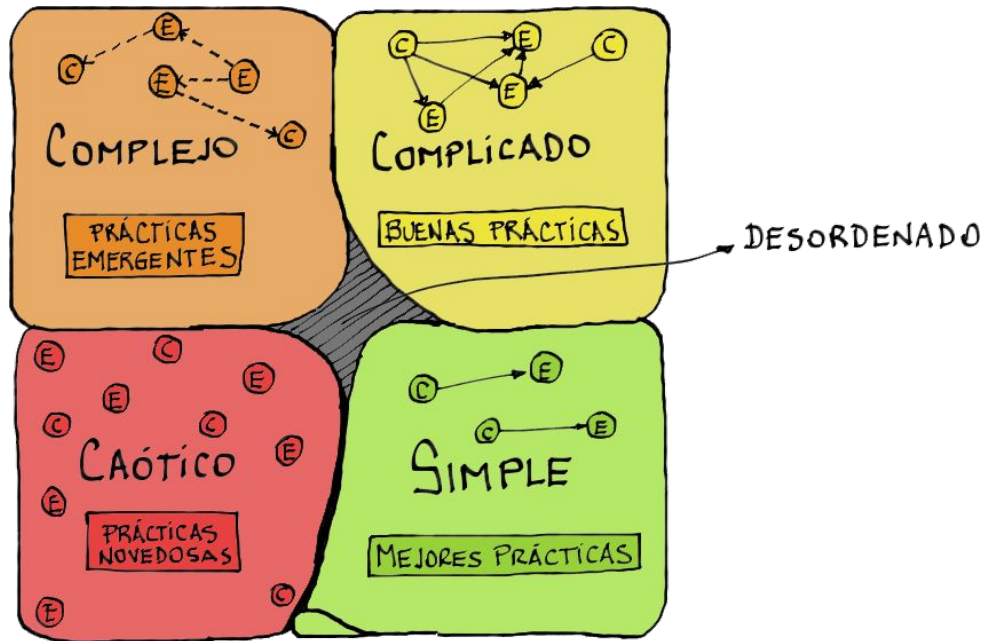 E
C
E
E
C
COMPLEJO
PRÁCTICAS
EMERGENTES
C
E
C
E
E
COMPLICADO
BUENAS PRÁCTICAS
DESORDENADO
E
C
E
E
C
C
E
CAÓTICO
E
PRÁCTICAS
NOVEDOSAS
C
E
E
C
C
E
SIMPLE
MEJORES PRÁCTICAS